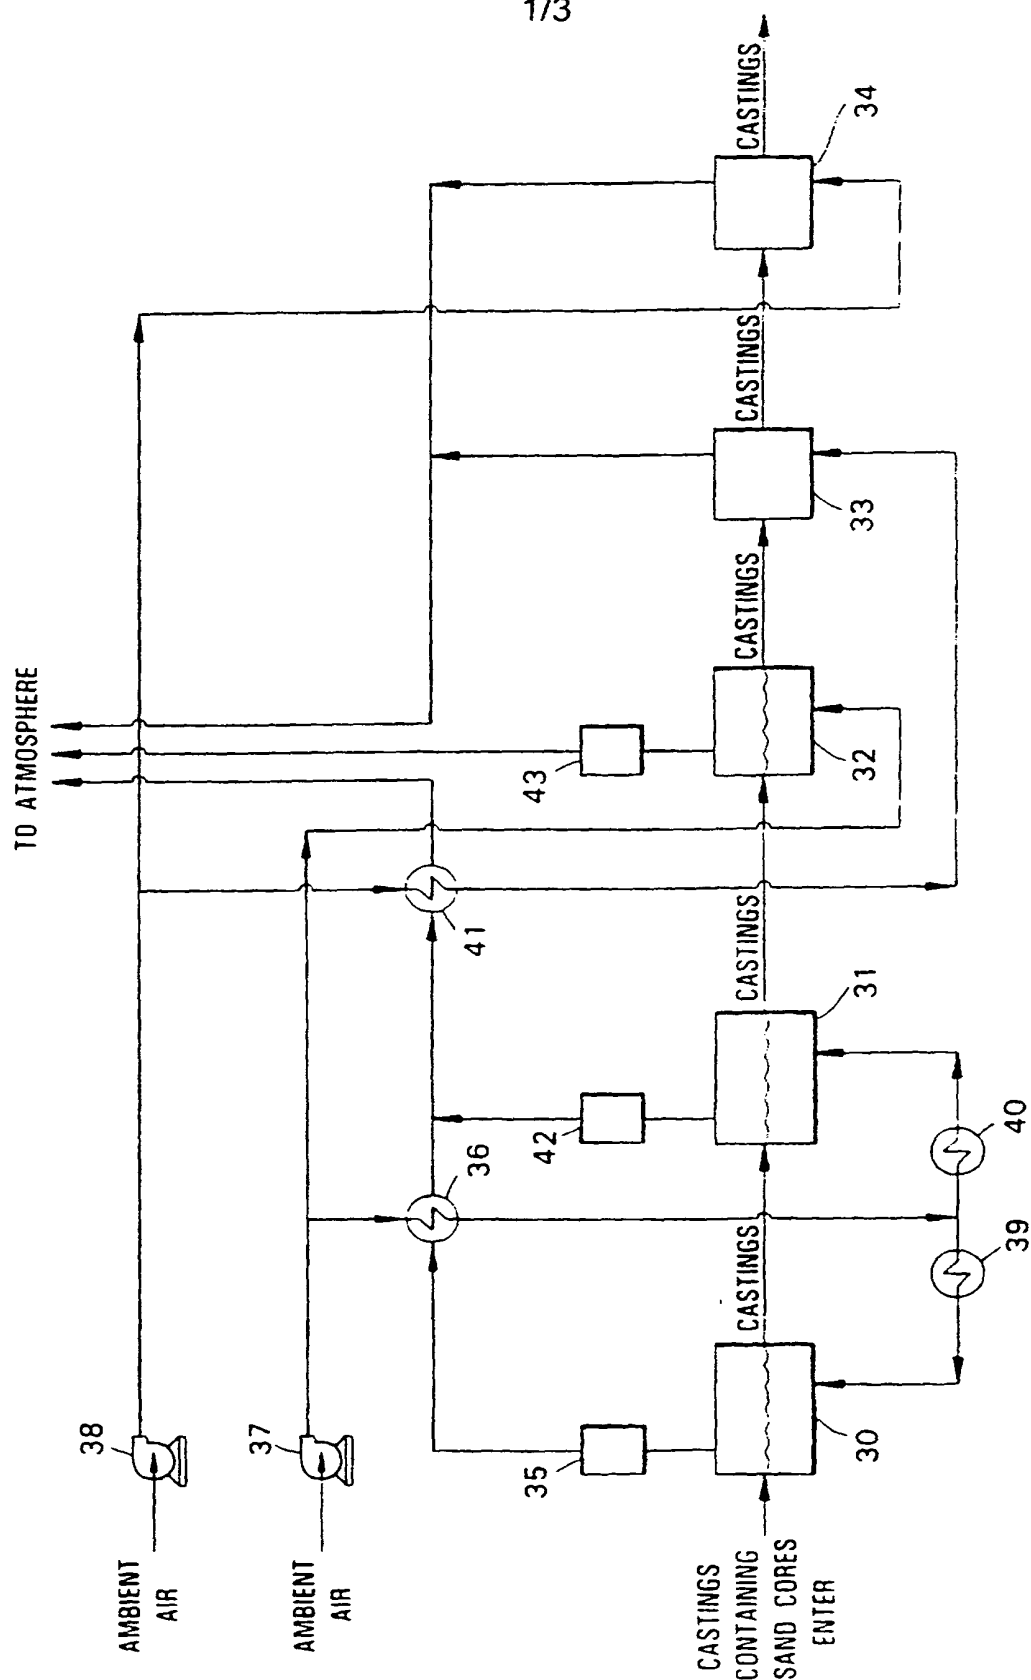 1/3
TO ATMOSPHERE
AMBIENT
AIR
38
AMBIENT
AIR
37
CASTINGS
CONTAINING
SAND CORES
ENTER
35
30
CASTINGS
36
39
40
42
31
CASTINGS
41
43
32
CASTINGS
33
CASTINGS
34
CASTINGS